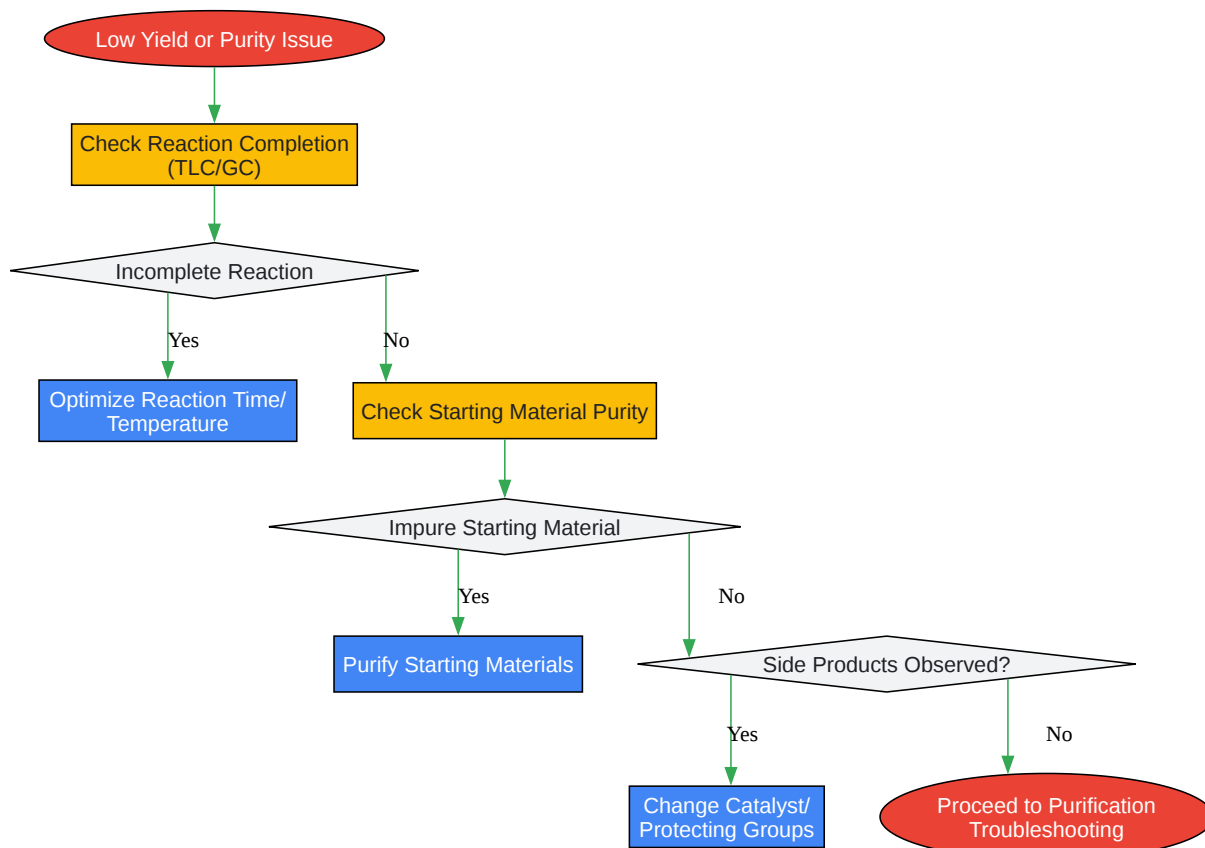 Low Yield or Purity Issue
Check Reaction Completion
(TLC/GC)
Incomplete Reaction
Yes
No
Optimize Reaction Time/
Temperature
Check Starting Material Purity
Impure Starting Material
Yes
No
Purify Starting Materials
Side Products Observed?
Yes
No
Change Catalyst/
Protecting Groups
Proceed to Purification
Troubleshooting